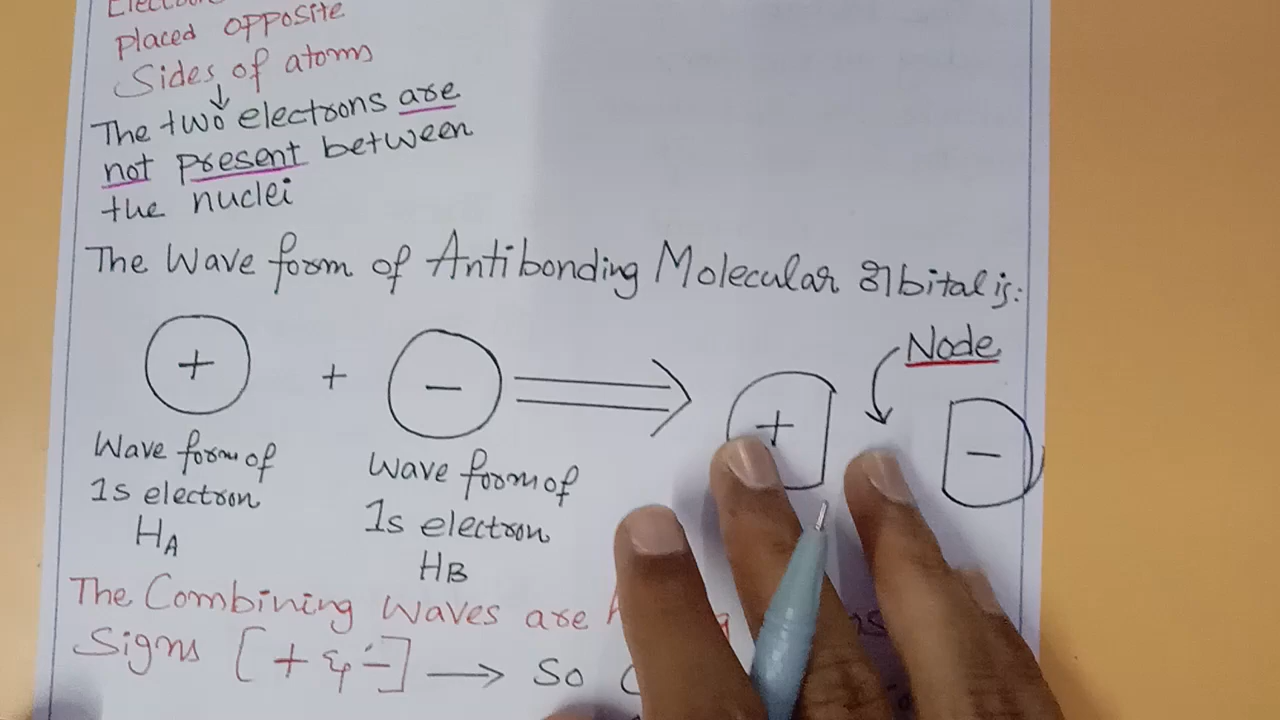 placed opposite
Sides of atoms
The two electrons are
not present between
the nuclei
The Wave form of Antibonding Molecular Orbital is:
Node
+ + - + -
Wave form of
1s electron
HA
Wave form of
1s electron
HB
The Combining Waves are
Signs [+ & -] → So